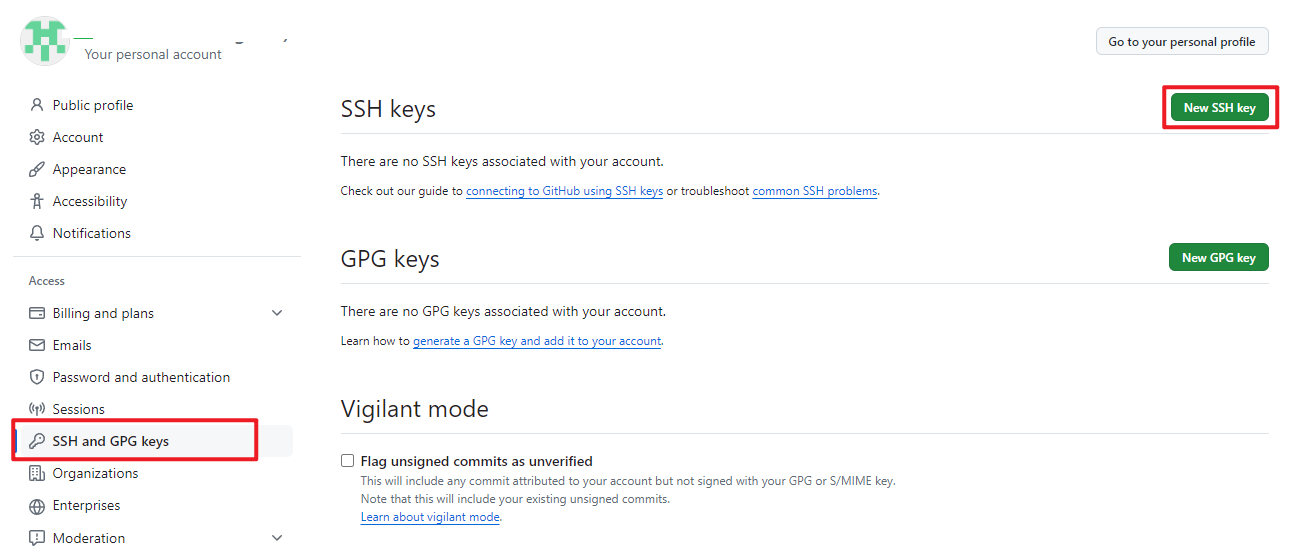 Your personal account
Go to your personal profile
Public profile
Account
Appearance
Accessibility
Notifications
Access
Billing and plans
Emails
Password and authentication
Sessions
SSH and GPG keys
Organizations
Enterprises
Moderation
SSH keys
New SSH key
There are no SSH keys associated with your account.
Check out our guide to connecting to GitHub using SSH keys or troubleshoot common SSH problems.
GPG keys
New GPG key
There are no GPG keys associated with your account.
Learn how to generate a GPG key and add it to your account.
Vigilant mode
Flag unsigned commits as unverified
This will include any commit attributed to your account but not signed with your GPG or S/MIME key.
Note that this will include your existing unsigned commits.
Learn about vigilant mode.